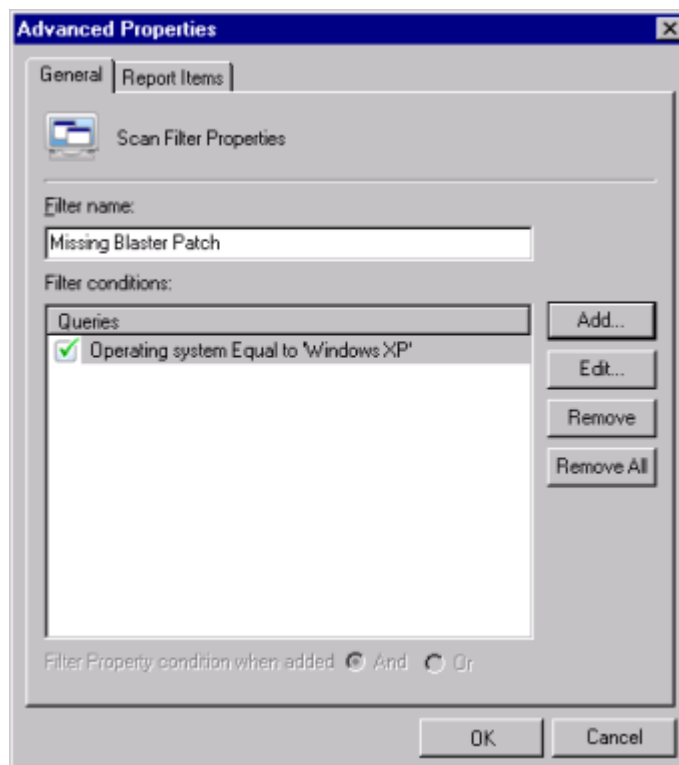 Advanced Properties
General
Report Items
Scan Filter Properties
Filter name:
Missing Blaster Patch
Filter conditions:
Queries
Operating system Equal to 'Windows XP'
Add...
Edit...
Remove
Remove All
Filter Property condition when added And Or
OK
Cancel